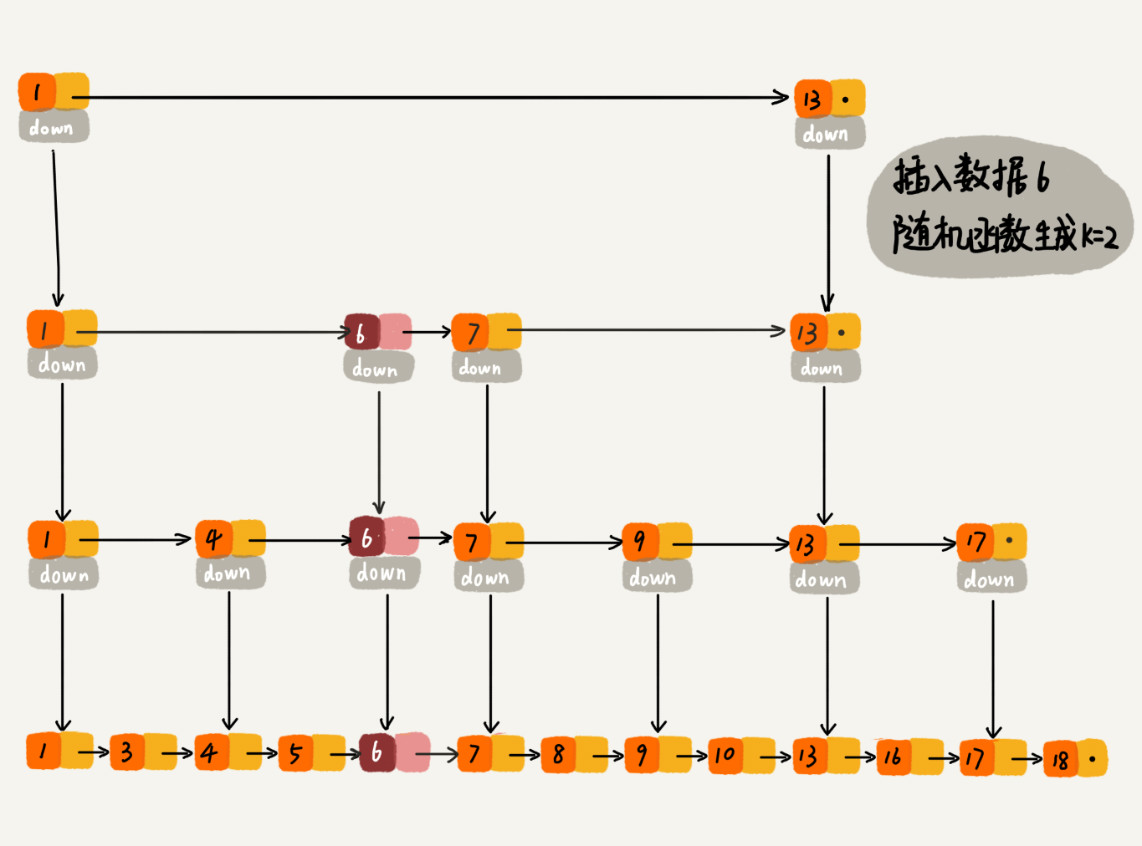 1 13
down down
插入数据6
随机函数生成k=2
1 6 7 13
down down down down
1 4 6 7 9 13 17
down down down down down down down
1 3 4 5 6 7 8 9 10 13 16 17 18